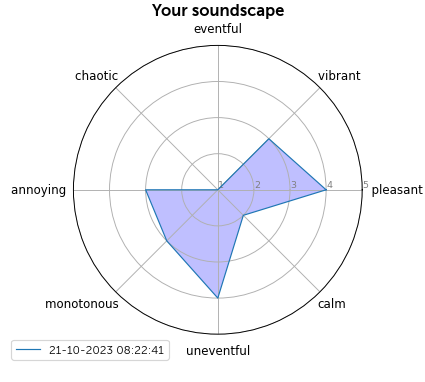 Your soundscape
eventful
chaotic
vibrant
annoying
1
2
3
4
5
pleasant
monotonous
calm
uneventful
21-10-2023 08:22:41